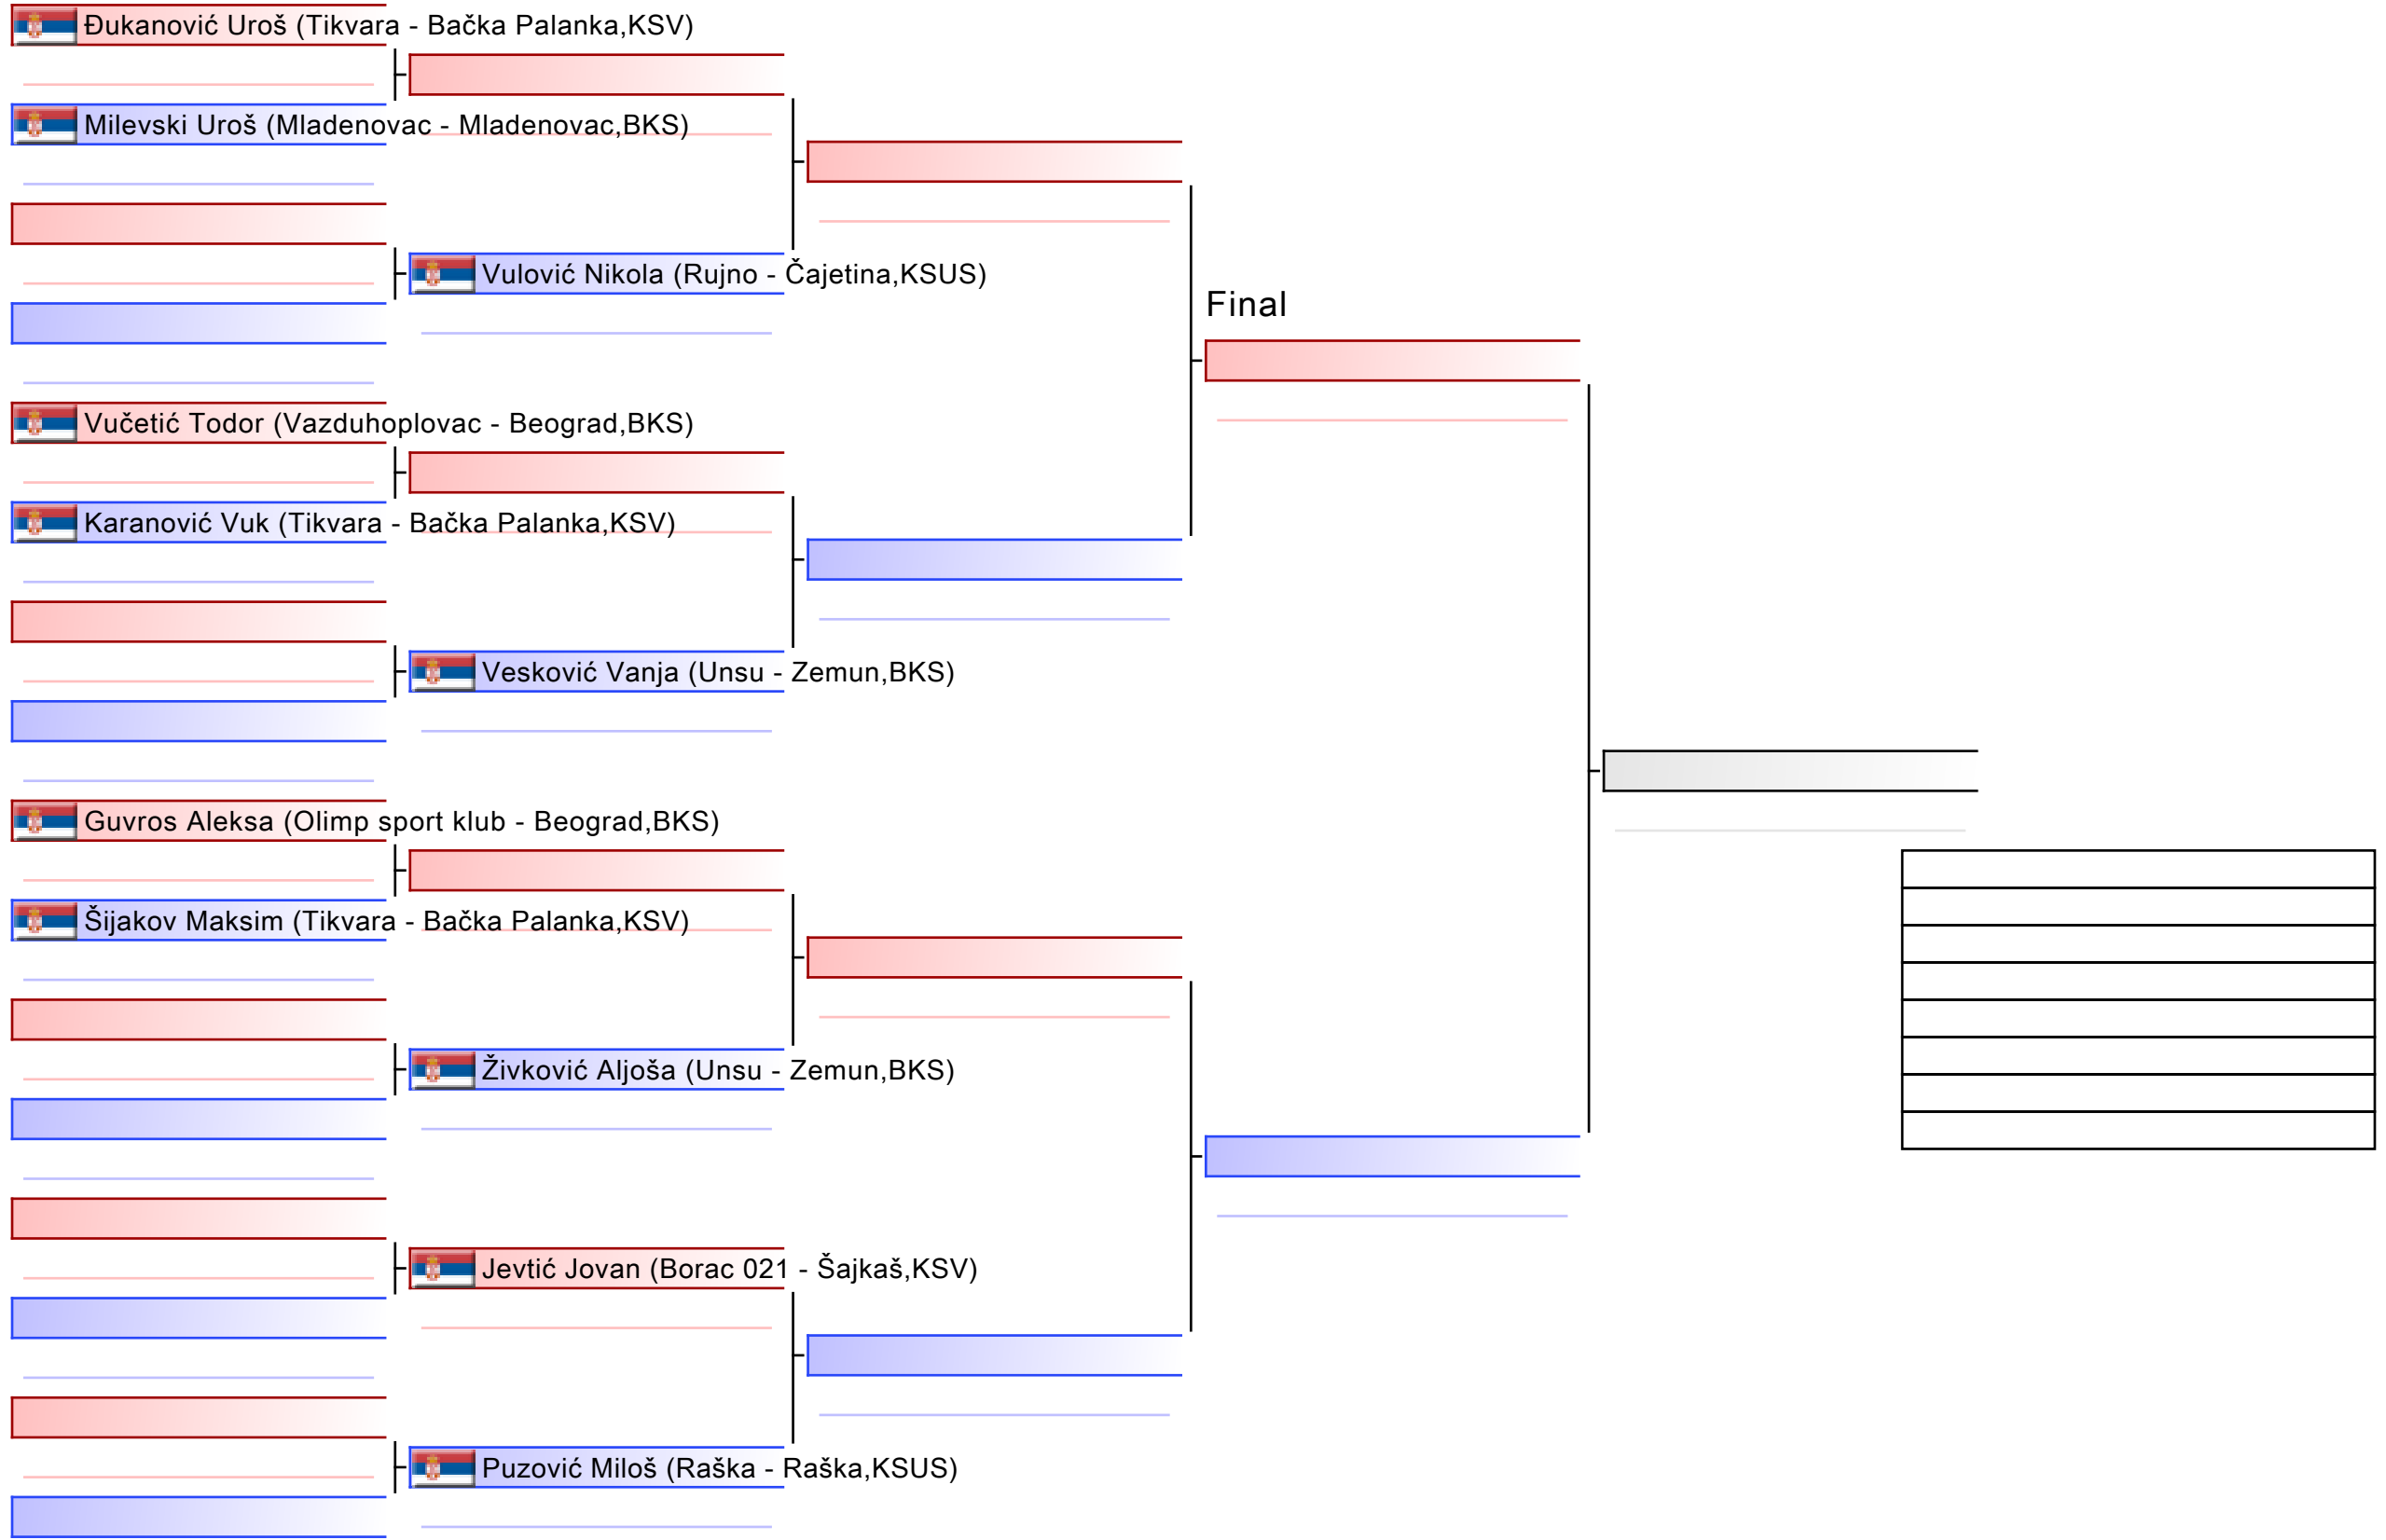 Đukanović Uroš (Tikvara - Bačka Palanka,KSV)
Milevski Uroš (Mladenovac - Mladenovac,BKS)
Vulović Nikola (Rujno - Čajetina,KSUS)
Final
Vučetić Todor (Vazduhoplovac - Beograd,BKS)
Karanović Vuk (Tikvara - Bačka Palanka,KSV)
Vesković Vanja (Unsu - Zemun,BKS)
Guvros Aleksa (Olimp sport klub - Beograd,BKS)
Šijakov Maksim (Tikvara - Bačka Palanka,KSV)
Živković Aljoša (Unsu - Zemun,BKS)
Jevtić Jovan (Borac 021 - Šajkaš,KSV)
Puzović Miloš (Raška - Raška,KSUS)